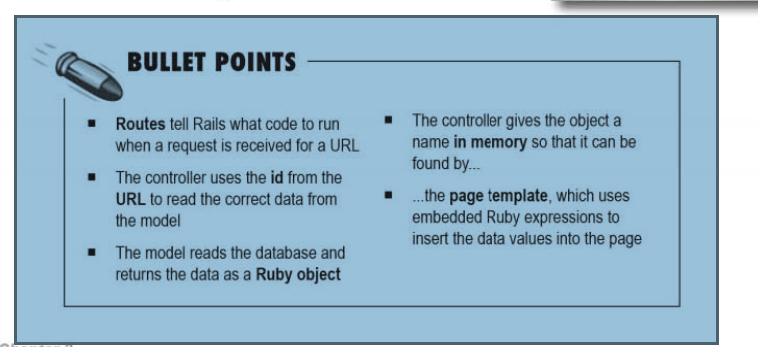 BULLET POINTS
■ Routes tell Rails what code to run
when a request is received for a URL
■ The controller uses the id from the
URL to read the correct data from
the model
■ The model reads the database and
returns the data as a Ruby object
■ The controller gives the object a
name in memory so that it can be
found by...
■ ...the page template, which uses
embedded Ruby expressions to
insert the data values into the page